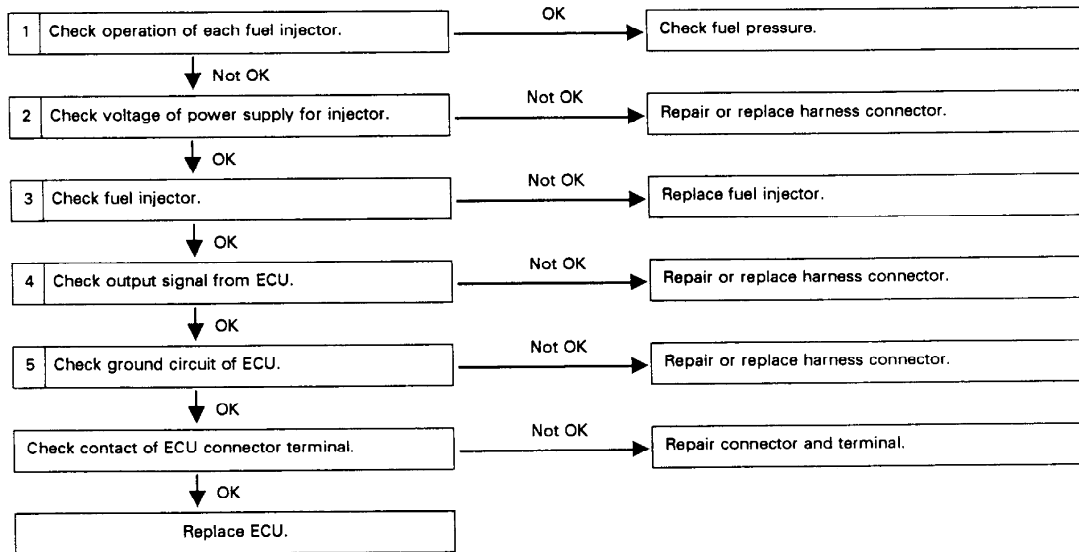 OK
1 Check operation of each fuel injector.
Check fuel pressure.
Not OK
Not OK
2 Check voltage of power supply for injector.
Repair or replace harness connector.
OK
Not OK
3 Check fuel injector.
Replace fuel injector.
OK
Not OK
4 Check output signal from ECU.
Repair or replace harness connector.
OK
Not OK
5 Check ground circuit of ECU.
Repair or replace harness connector.
OK
Not OK
Check contact of ECU connector terminal.
Repair connector and terminal.
OK
Replace ECU.